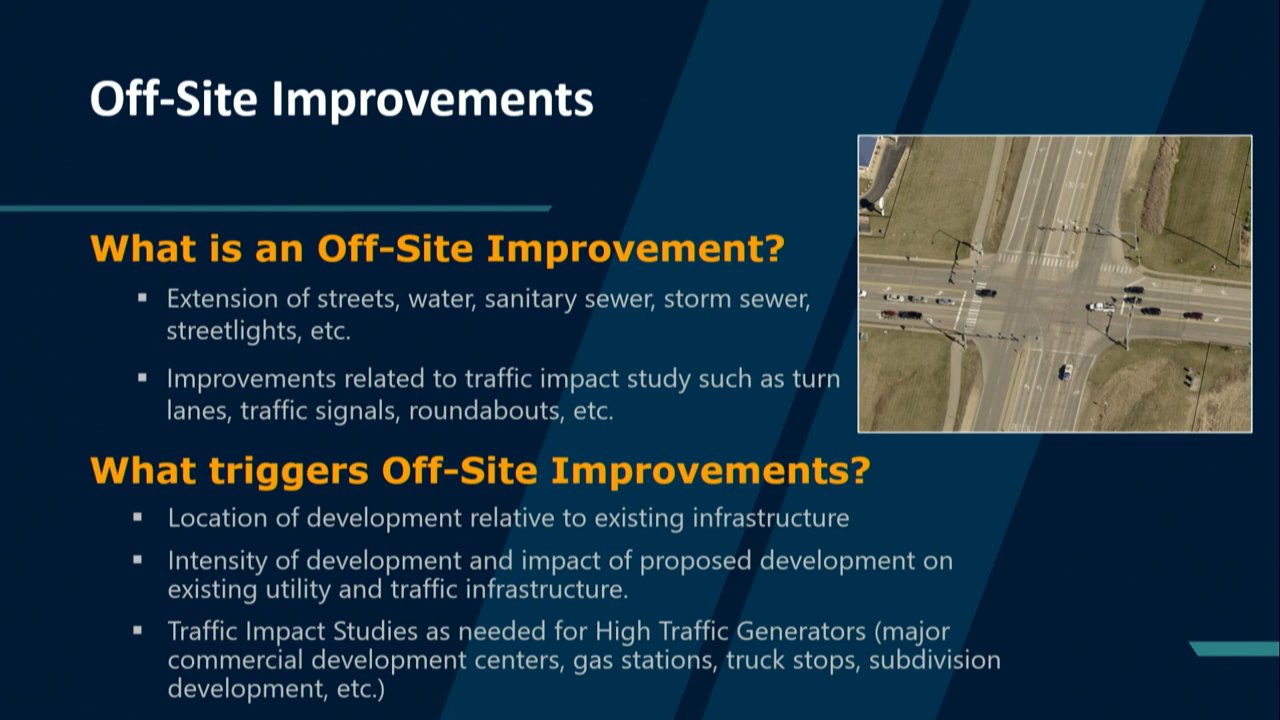 Off-Site Improvements
What is an Off-Site Improvement?
▪ Extension of streets, water, sanitary sewer, storm sewer,
streetlights, etc.
▪ Improvements related to traffic impact study such as turn
lanes, traffic signals, roundabouts, etc.
What triggers Off-Site Improvements?
▪ Location of development relative to existing infrastructure
▪ Intensity of development and impact of proposed development on
existing utility and traffic infrastructure.
▪ Traffic Impact Studies as needed for High Traffic Generators (major
commercial development centers, gas stations, truck stops, subdivision
development, etc.)